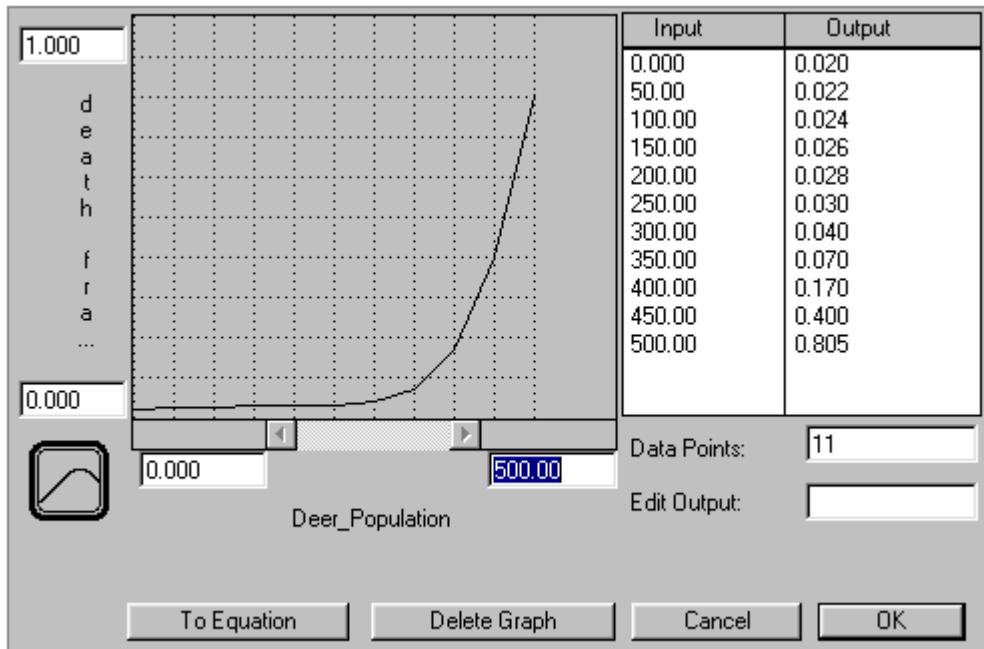 1.000
death fra...
0.000
0.000
500.00
Deer_Population
Input Output
0.000 0.020
50.00 0.022
100.00 0.024
150.00 0.026
200.00 0.028
250.00 0.030
300.00 0.040
350.00 0.070
400.00 0.170
450.00 0.400
500.00 0.805
Data Points: 11
Edit Output:
To Equation
Delete Graph
Cancel
OK